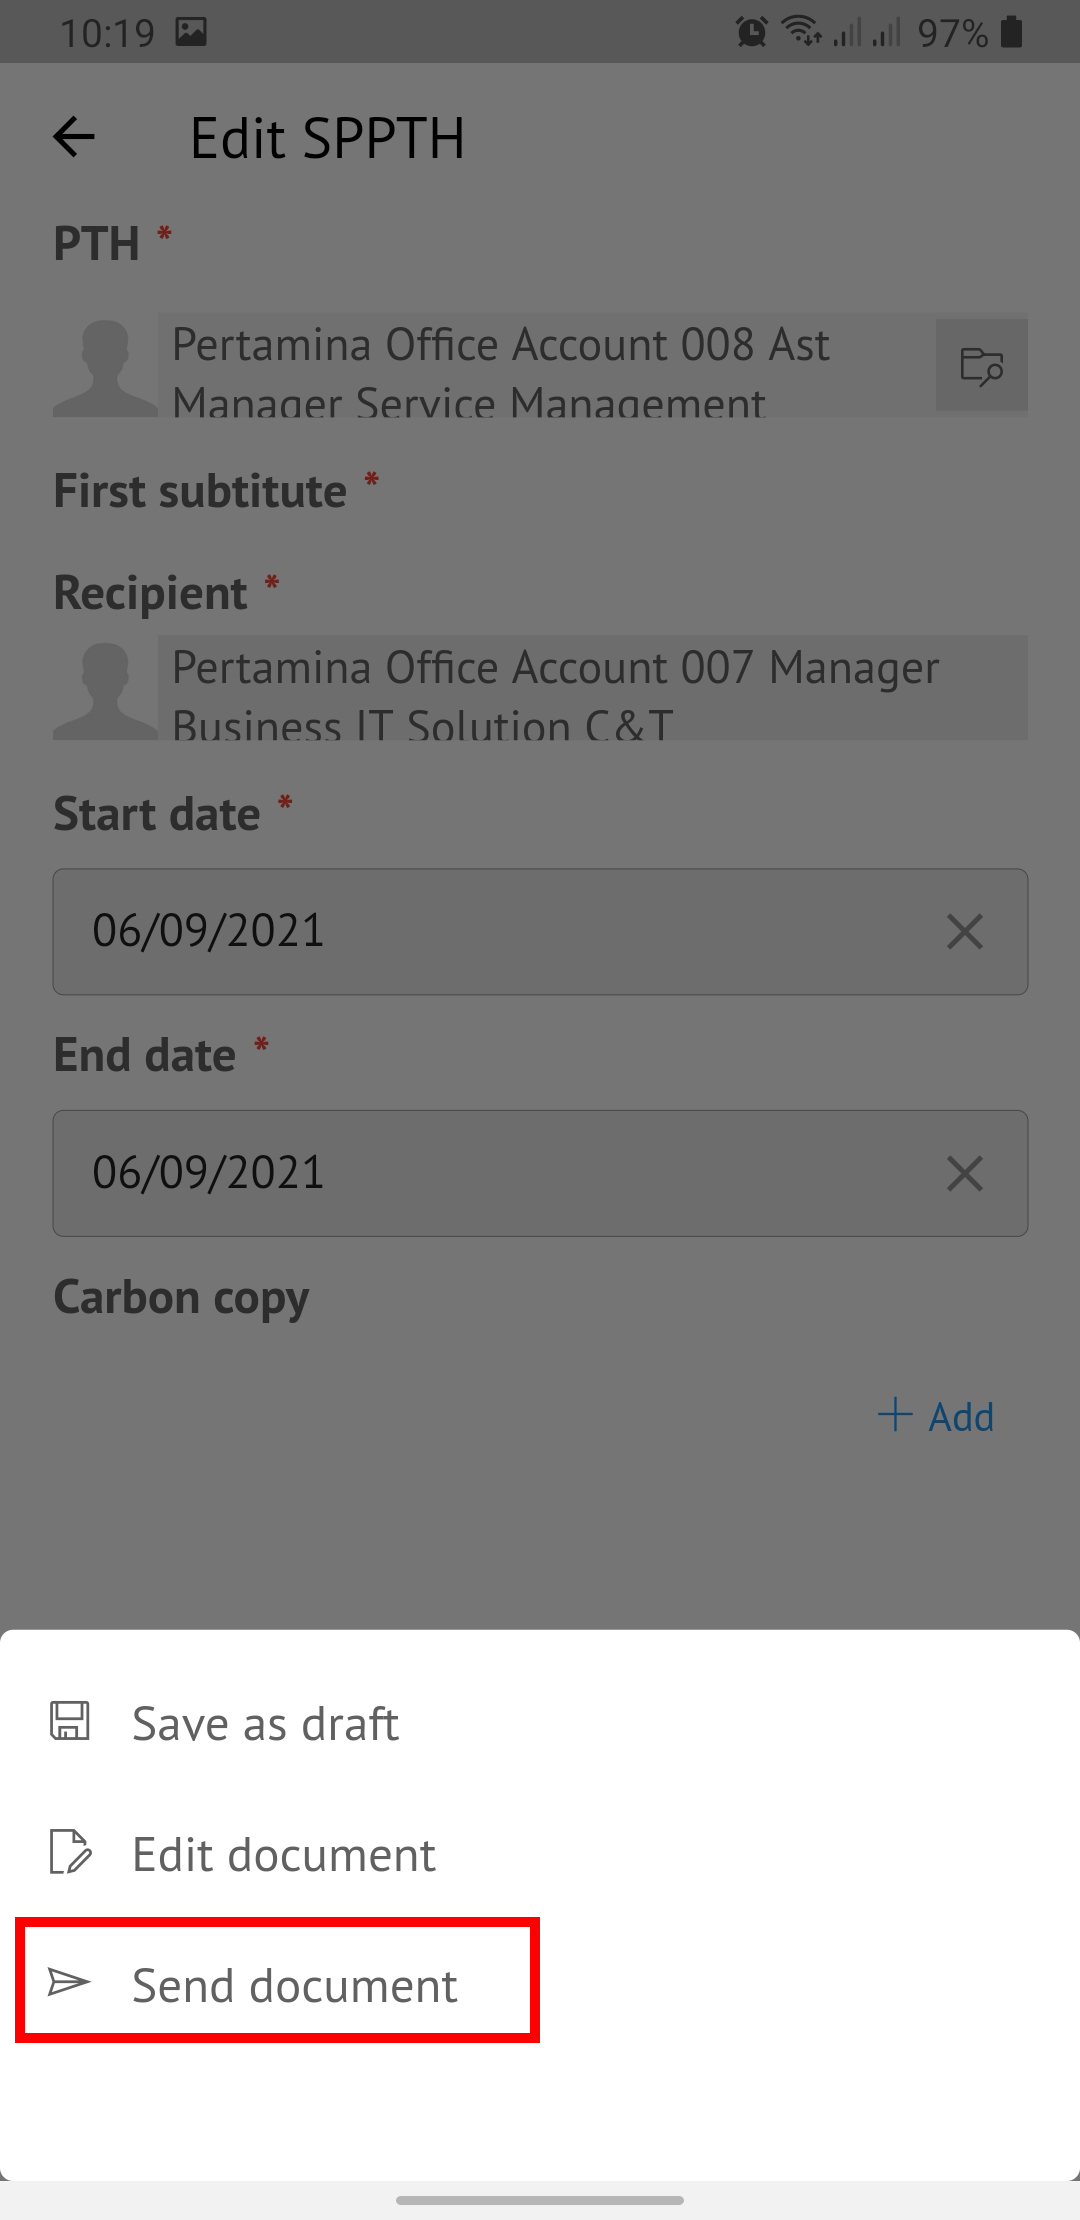 10:19
97%
Edit SPPTH
PTH *
Pertamina Office Account 008 Ast
Manager Service Management
First subtitute *
Recipient *
Pertamina Office Account 007 Manager
Business IT Solution C&T
Start date *
06/09/2021
End date *
06/09/2021
Carbon copy
+ Add
Save as draft
Edit document
Send document